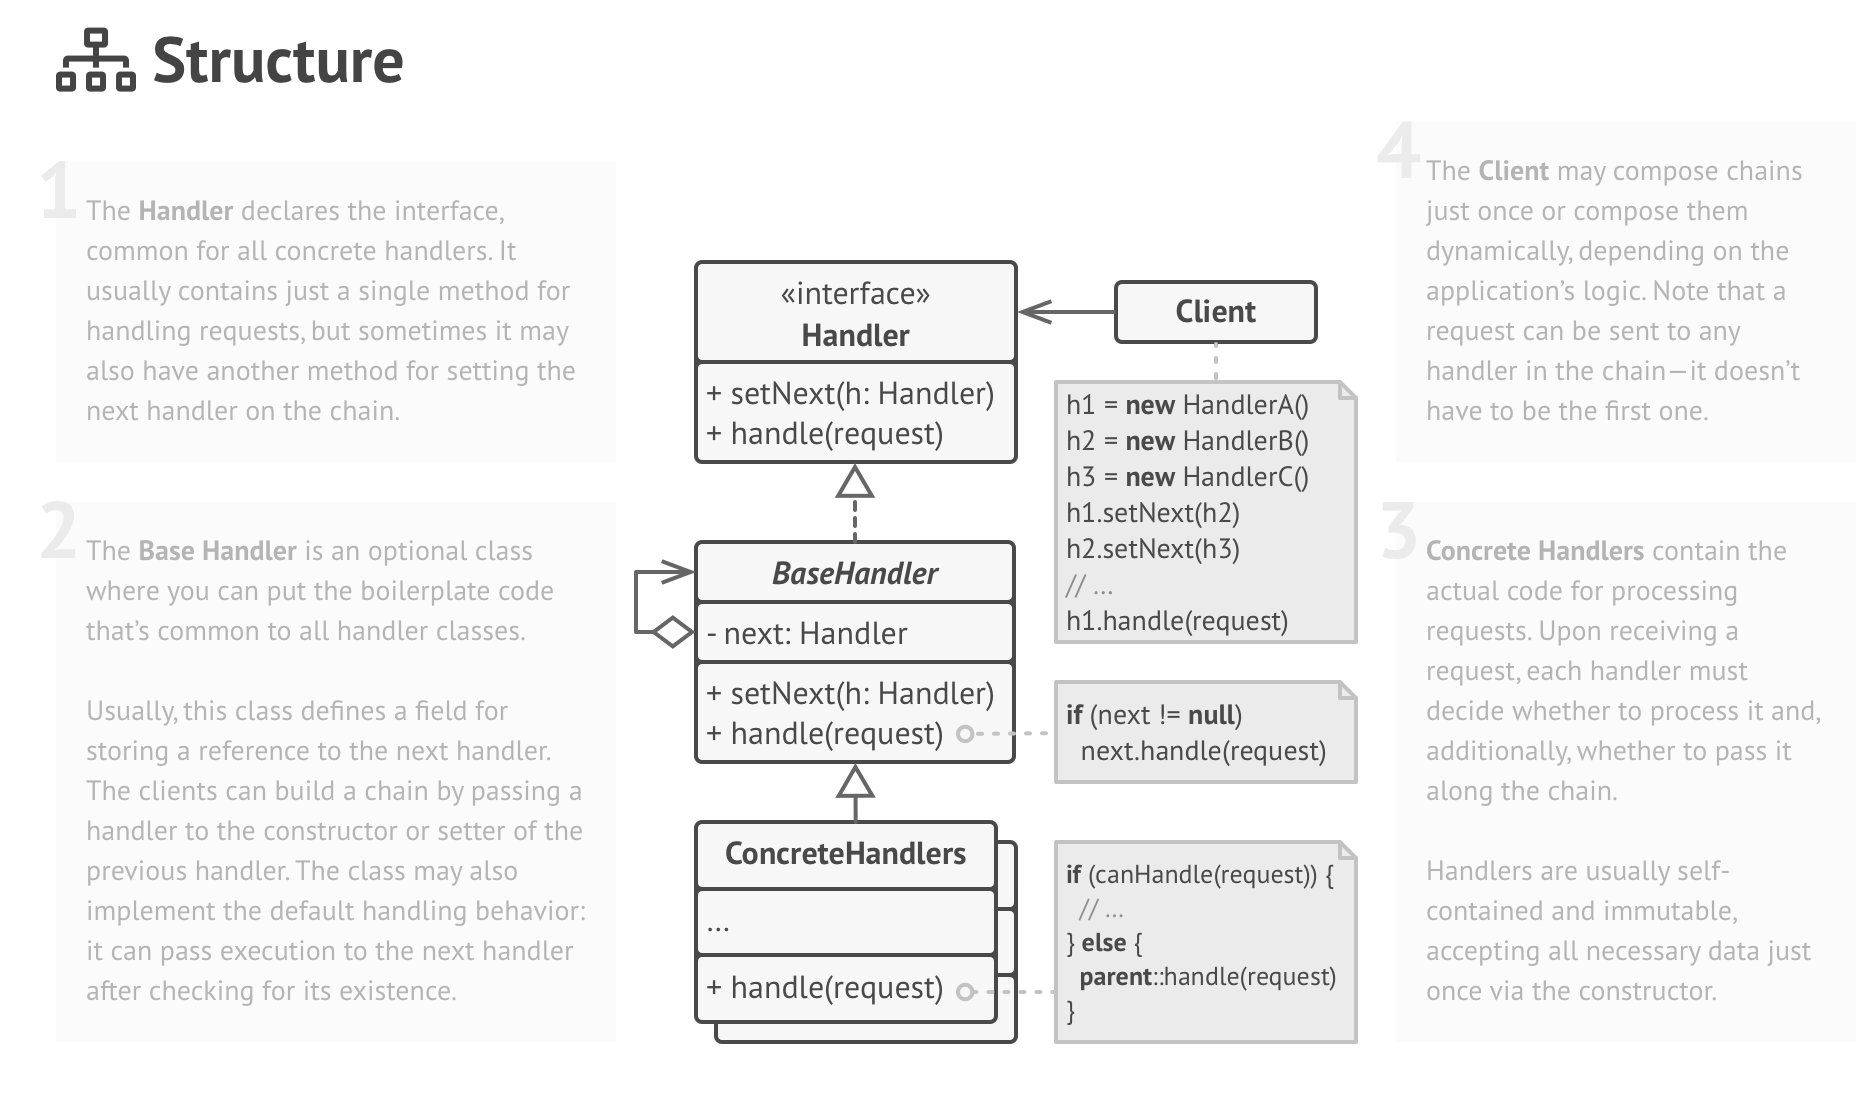 Structure
1
The Handler declares the interface,
common for all concrete handlers. It
usually contains just a single method for
handling requests, but sometimes it may
also have another method for setting the
next handler on the chain.
2
The Base Handler is an optional class
where you can put the boilerplate code
that's common to all handler classes.
Usually, this class defines a field for
storing a reference to the next handler.
The clients can build a chain by passing a
handler to the constructor or setter of the
previous handler. The class may also
implement the default handling behavior:
it can pass execution to the next handler
after checking for its existence.
«interface»
Handler
+ setNext(h: Handler)
+ handle(request)
BaseHandler
- next: Handler
+ setNext(h: Handler)
+ handle(request)
ConcreteHandlers
...
+ handle(request)
Client
h1 = new HandlerA()
h2 = new HandlerB()
h3 = new HandlerC()
h1.setNext(h2)
h2.setNext(h3)
// ...
h1.handle(request)
if (next != null)
next.handle(request)
if (canHandle(request)) {
// ...
} else {
parent::handle(request)
}
4
The Client may compose chains
just once or compose them
dynamically, depending on the
application's logic. Note that a
request can be sent to any
handler in the chain—it doesn't
have to be the first one.
3
Concrete Handlers contain the
actual code for processing
requests. Upon receiving a
request, each handler must
decide whether to process it and,
additionally, whether to pass it
along the chain.
Handlers are usually self-
contained and immutable,
accepting all necessary data just
once via the constructor.